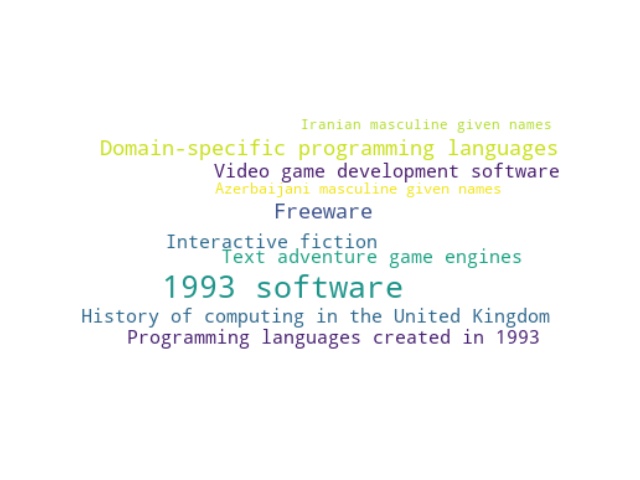 Iranian masculine given names
Domain-specific programming languages
Video game development software
Azerbaijani masculine given names
Freeware
Interactive fiction
Text adventure game engines
1993 software
History of computing in the United Kingdom
Programming languages created in 1993